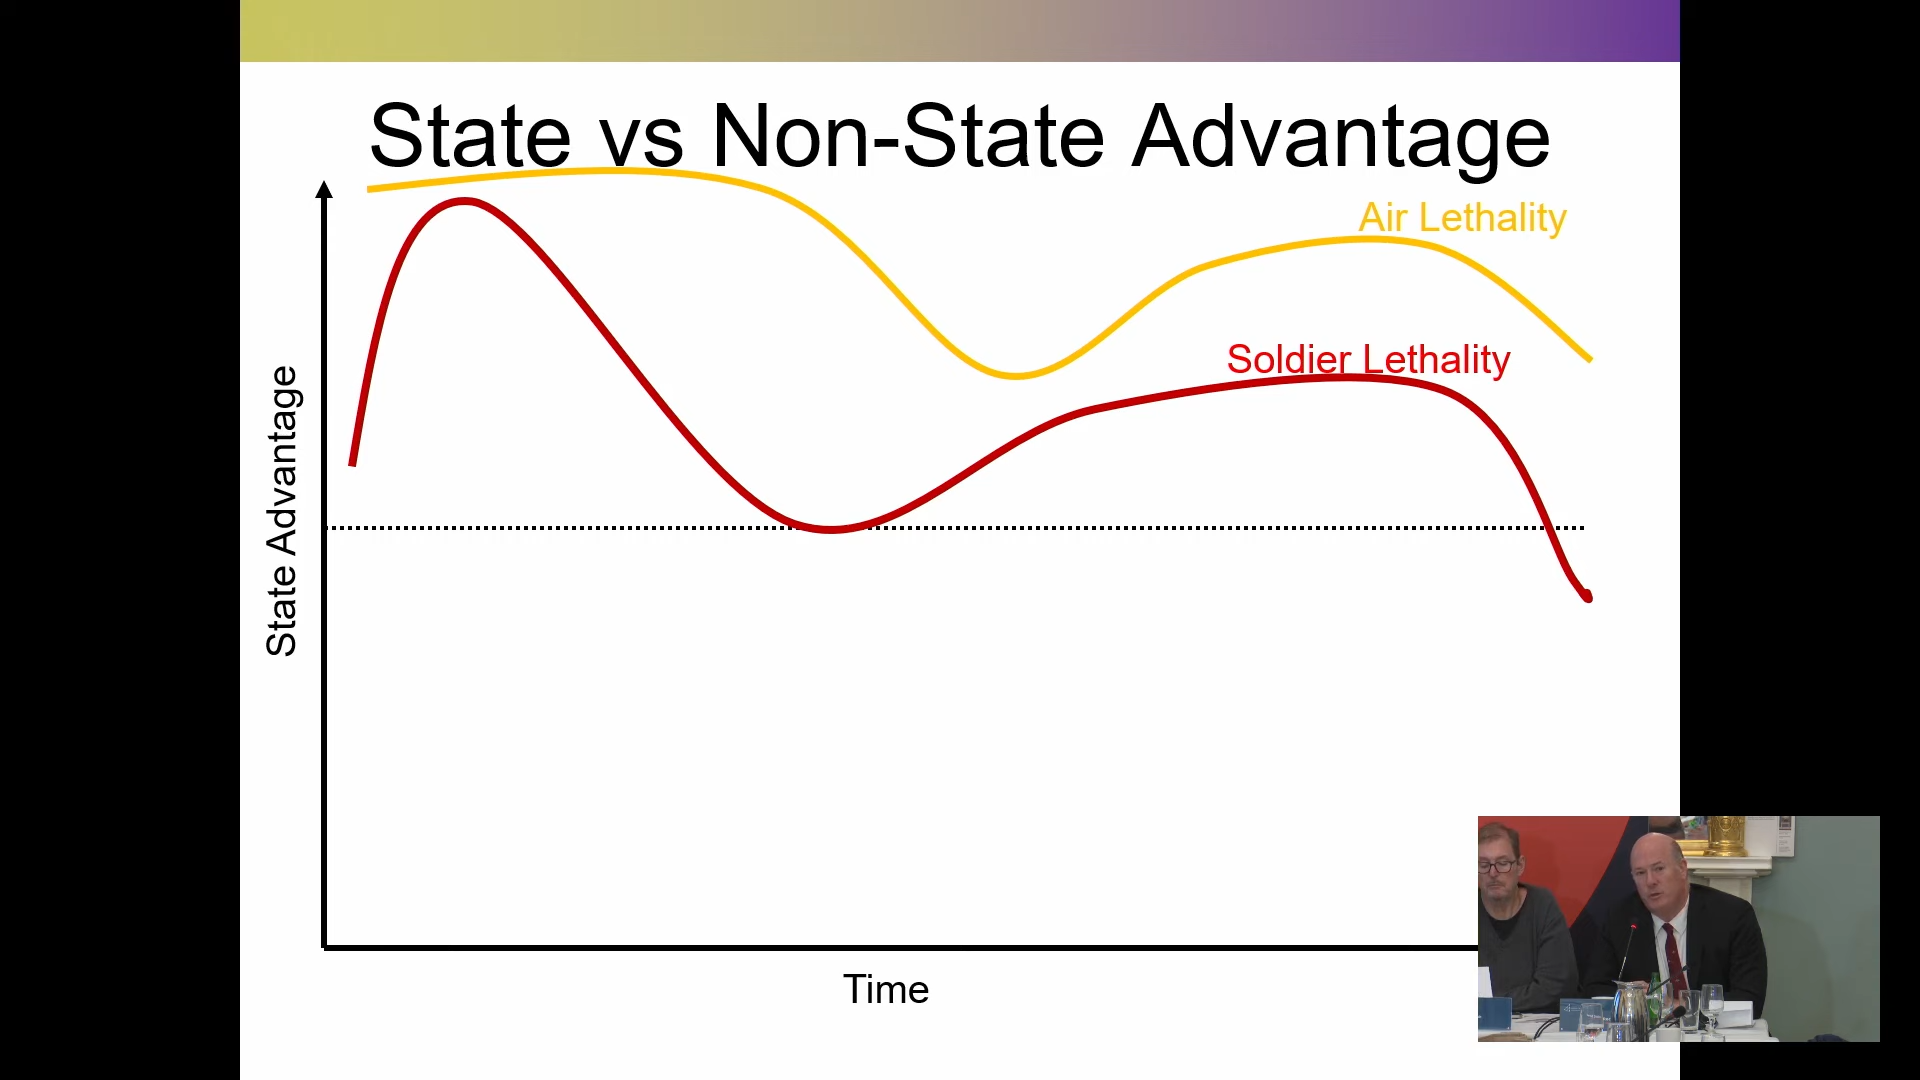 State vs Non-State Advantage
Air Lethality
Soldier Lethality
State Advantage
Time